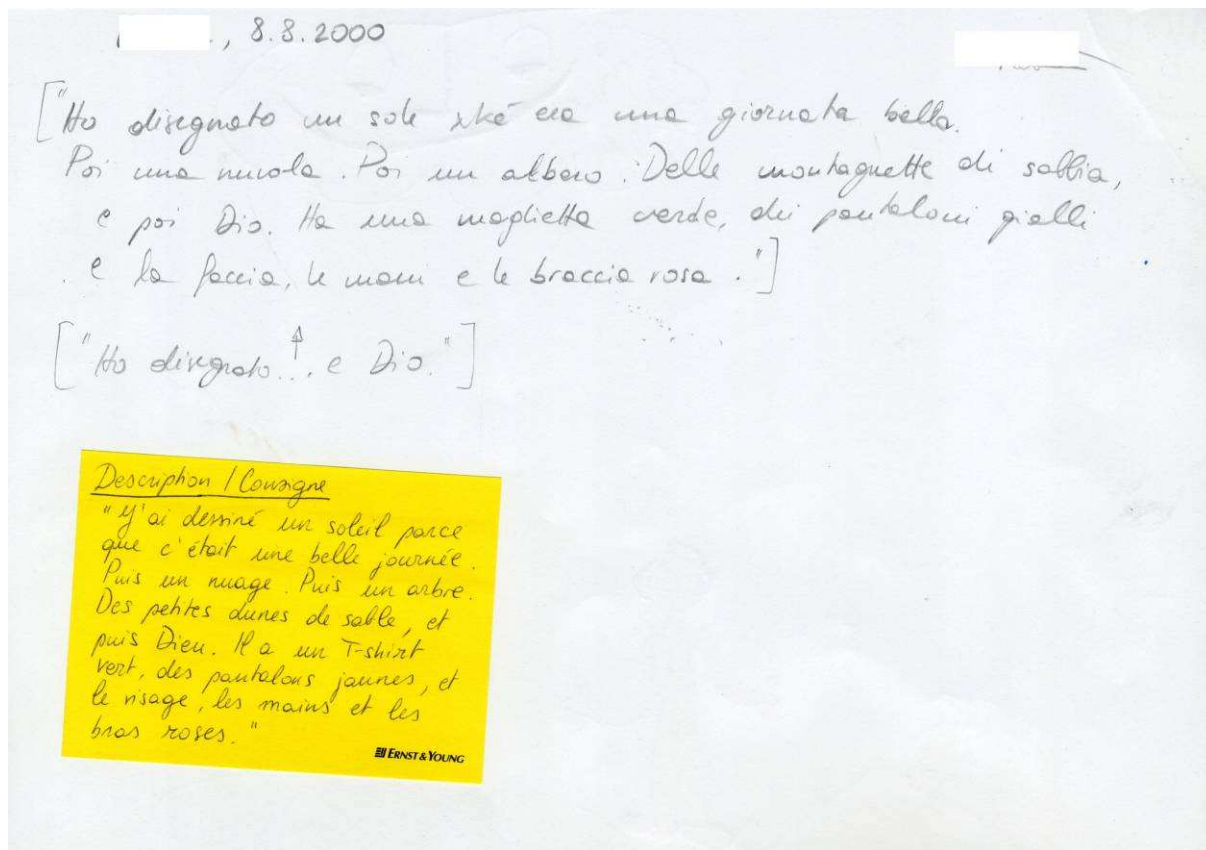 , 8.8.2000
["Ho disegnato un sole xké era una giornata bella.
Poi una nuvola. Poi un albero. Delle montagnette di sabbia,
e poi Dio. Ha una maglietta verde, dei pantaloni gialli
e la faccia, le mani e le braccia rosa."]
["Ho disegnato... e Dio."]
Description / Consigne
"J'ai dessiné un soleil parce
que c'était une belle journée.
Puis un nuage. Puis un arbre.
Des petites dunes de sable, et
puis Dieu. Il a un T-shirt
vert, des pantalons jaunes, et
le visage, les mains et les
bras roses."
ERNST & YOUNG